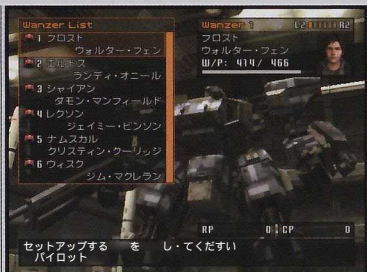 Wanzer List
1 フロスト
ウォルター・フェン
2 エルドス
ランディ・オニール
3 シャイアン
ダモン・マンフィールド
4 レクソン
ジェイミー・ピンソン
5 ナムスカル
クリスティン・クーリッジ
6 ウィスク
ジム・マクレラン
Wanzer 1 L2 R2
フロスト
ウォルター・フェン
W/P: 414/ 466
RP 0 CP 0
セットアップする を し・てください
パイロット